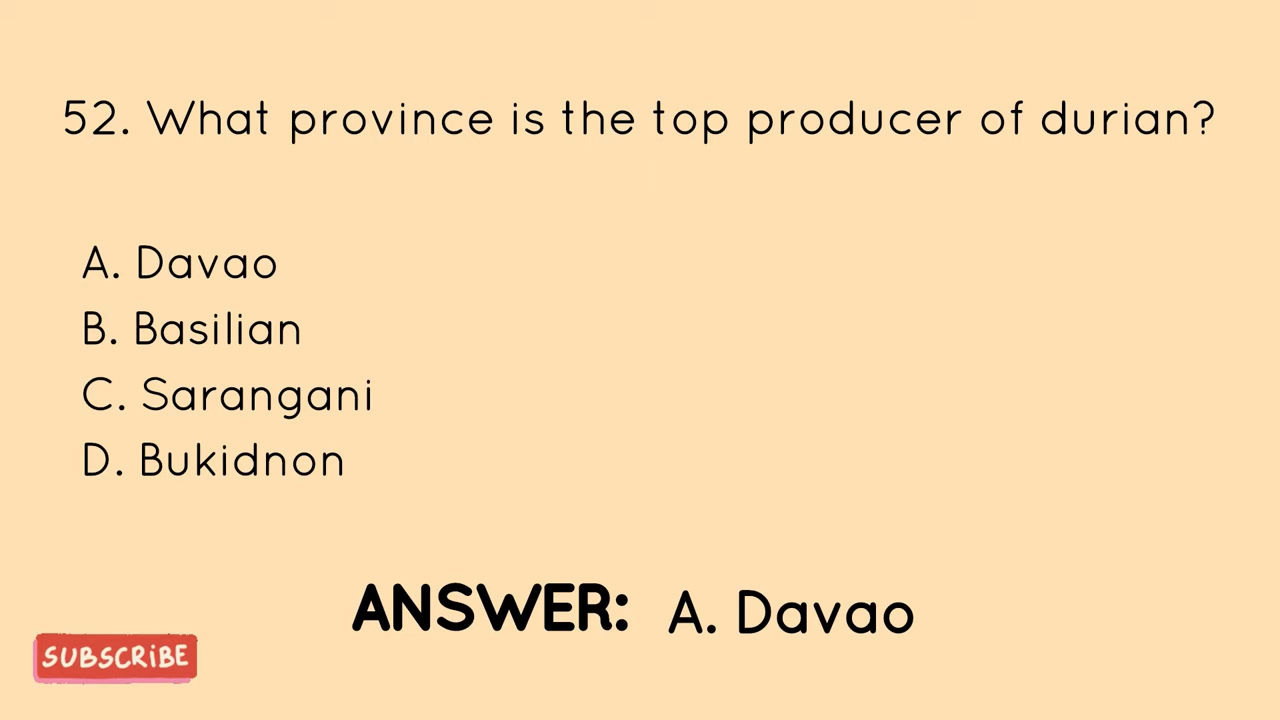 52. What province is the top producer of durian?
A. Davao
B. Basilian
C. Sarangani
D. Bukidnon
ANSWER: A. Davao
SUBSCRIBE